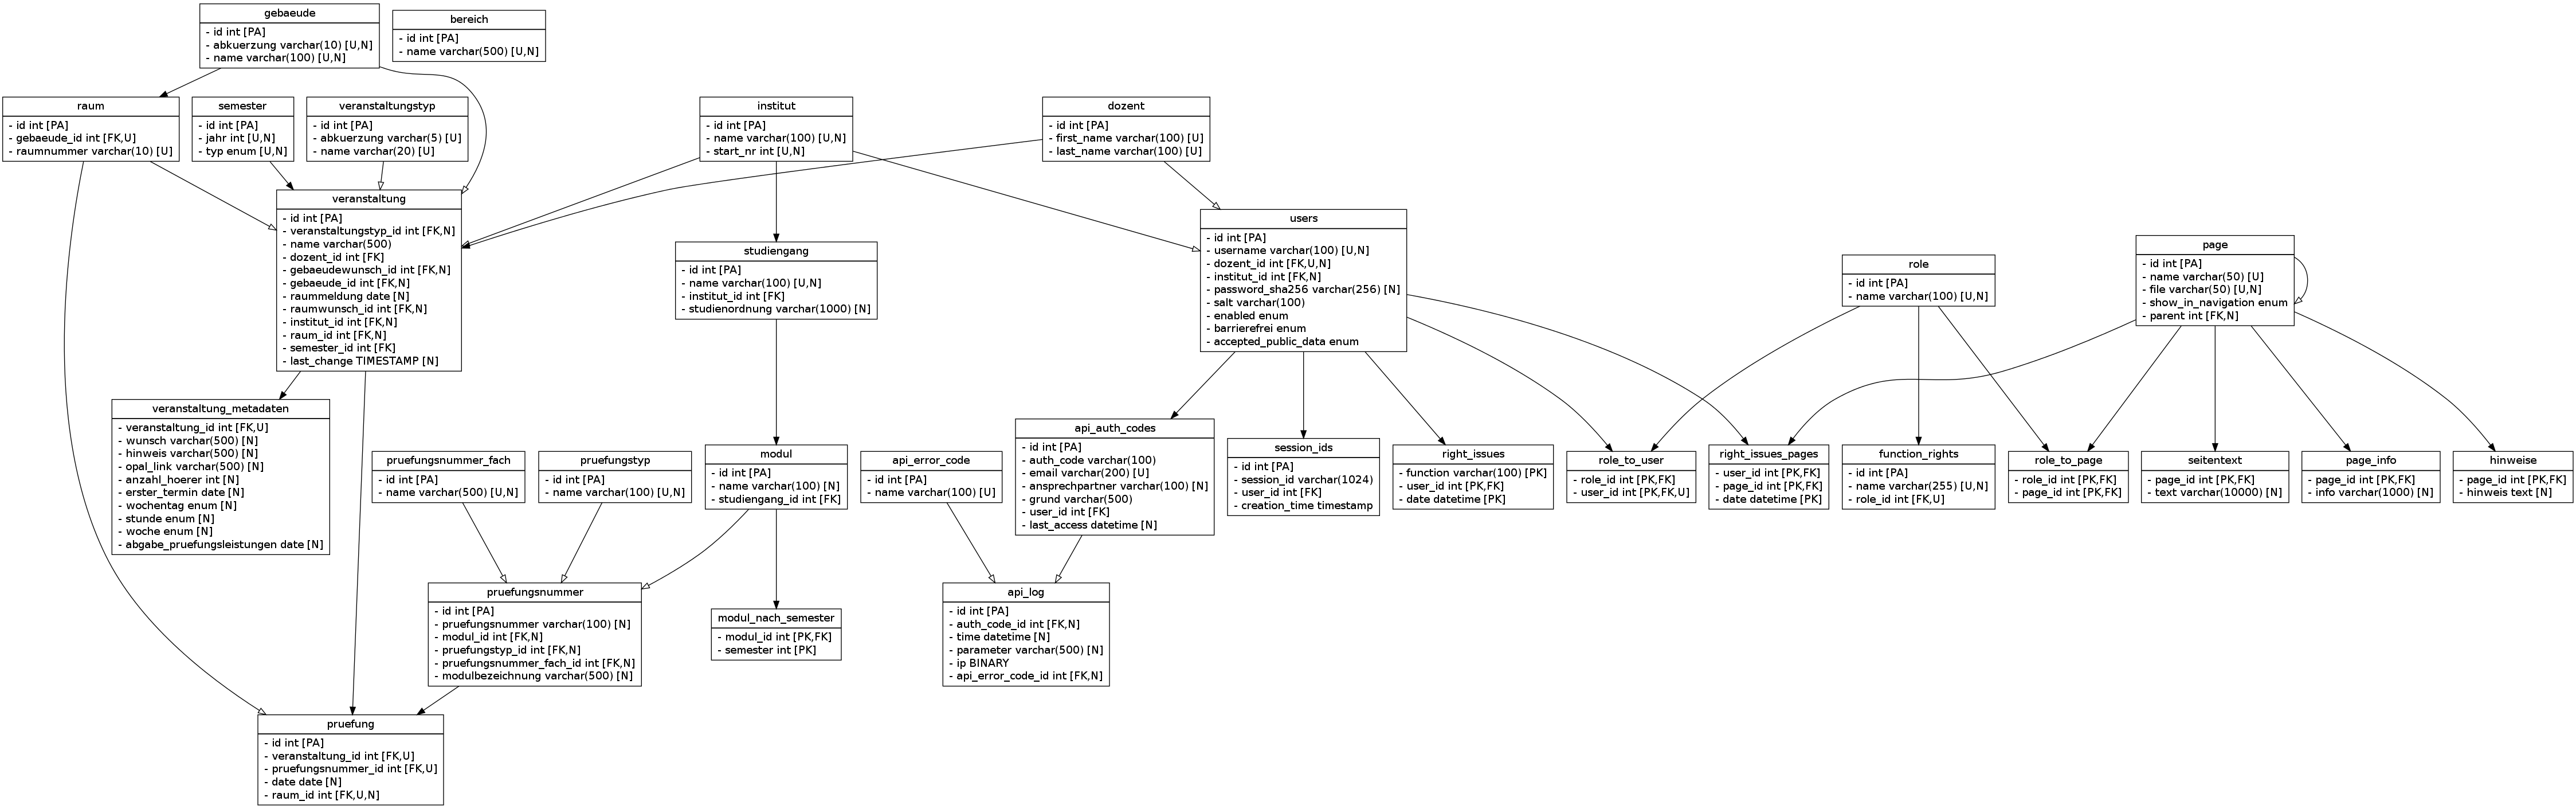 gebaeude
- id int [PA]
- abkuerzung varchar(10) [U,N]
- name varchar(100) [U,N]
bereich
- id int [PA]
- name varchar(500) [U,N]
raum
- id int [PA]
- gebaeude_id int [FK,U]
- raumnummer varchar(10) [U]
semester
- id int [PA]
- jahr int [U,N]
- typ enum [U,N]
veranstaltungstyp
- id int [PA]
- abkuerzung varchar(5) [U]
- name varchar(20) [U]
institut
- id int [PA]
- name varchar(100) [U,N]
- start_nr int [U,N]
dozent
- id int [PA]
- first_name varchar(100) [U]
- last_name varchar(100) [U]
veranstaltung
- id int [PA]
- veranstaltungstyp_id int [FK,N]
- name varchar(500)
- dozent_id int [FK]
- gebaeudewunsch_id int [FK,N]
- gebaeude_id int [FK,N]
- raummeldung date [N]
- raumwunsch_id int [FK,N]
- institut_id int [FK,N]
- raum_id int [FK,N]
- semester_id int [FK]
- last_change TIMESTAMP [N]
studiengang
- id int [PA]
- name varchar(100) [U,N]
- institut_id int [FK]
- studienordnung varchar(1000) [N]
users
- id int [PA]
- username varchar(100) [U,N]
- dozent_id int [FK,U,N]
- institut_id int [FK,N]
- password_sha256 varchar(256) [N]
- salt varchar(100)
- enabled enum
- barrierefrei enum
- accepted_public_data enum
role
- id int [PA]
- name varchar(100) [U,N]
page
- id int [PA]
- name varchar(50) [U]
- file varchar(50) [U,N]
- show_in_navigation enum
- parent int [FK,N]
veranstaltung_metadaten
- veranstaltung_id int [FK,U]
- wunsch varchar(500) [N]
- hinweis varchar(500) [N]
- opal_link varchar(500) [N]
- anzahl_hoerer int [N]
- erster_termin date [N]
- wochentag enum [N]
- stunde enum [N]
- woche enum [N]
- abgabe_pruefungsleistungen date [N]
pruefungsnummer_fach
- id int [PA]
- name varchar(500) [U,N]
pruefungstyp
- id int [PA]
- name varchar(100) [U,N]
modul
- id int [PA]
- name varchar(100) [N]
- studiengang_id int [FK]
api_error_code
- id int [PA]
- name varchar(100) [U]
api_auth_codes
- id int [PA]
- auth_code varchar(100)
- email varchar(200) [U]
- ansprechpartner varchar(100) [N]
- grund varchar(500)
- user_id int [FK]
- last_access datetime [N]
session_ids
- id int [PA]
- session_id varchar(1024)
- user_id int [FK]
- creation_time timestamp
right_issues
- function varchar(100) [PK]
- user_id int [PK,FK]
- date datetime [PK]
role_to_user
- role_id int [PK,FK]
- user_id int [PK,FK,U]
right_issues_pages
- user_id int [PK,FK]
- page_id int [PK,FK]
- date datetime [PK]
function_rights
- id int [PA]
- name varchar(255) [U,N]
- role_id int [FK,U]
role_to_page
- role_id int [PK,FK]
- page_id int [PK,FK]
seitentext
- page_id int [PK,FK]
- text varchar(10000) [N]
page_info
- page_id int [PK,FK]
- info varchar(1000) [N]
hinweise
- page_id int [PK,FK]
- hinweis text [N]
pruefungsnummer
- id int [PA]
- pruefungsnummer varchar(100) [N]
- modul_id int [FK,N]
- pruefungstyp_id int [FK,N]
- pruefungsnummer_fach_id int [FK,N]
- modulbezeichnung varchar(500) [N]
modul_nach_semester
- modul_id int [PK,FK]
- semester int [PK]
api_log
- id int [PA]
- auth_code_id int [FK,N]
- time datetime [N]
- parameter varchar(500) [N]
- ip BINARY
- api_error_code_id int [FK,N]
pruefung
- id int [PA]
- veranstaltung_id int [FK,U]
- pruefungsnummer_id int [FK,U]
- date date [N]
- raum_id int [FK,U,N]